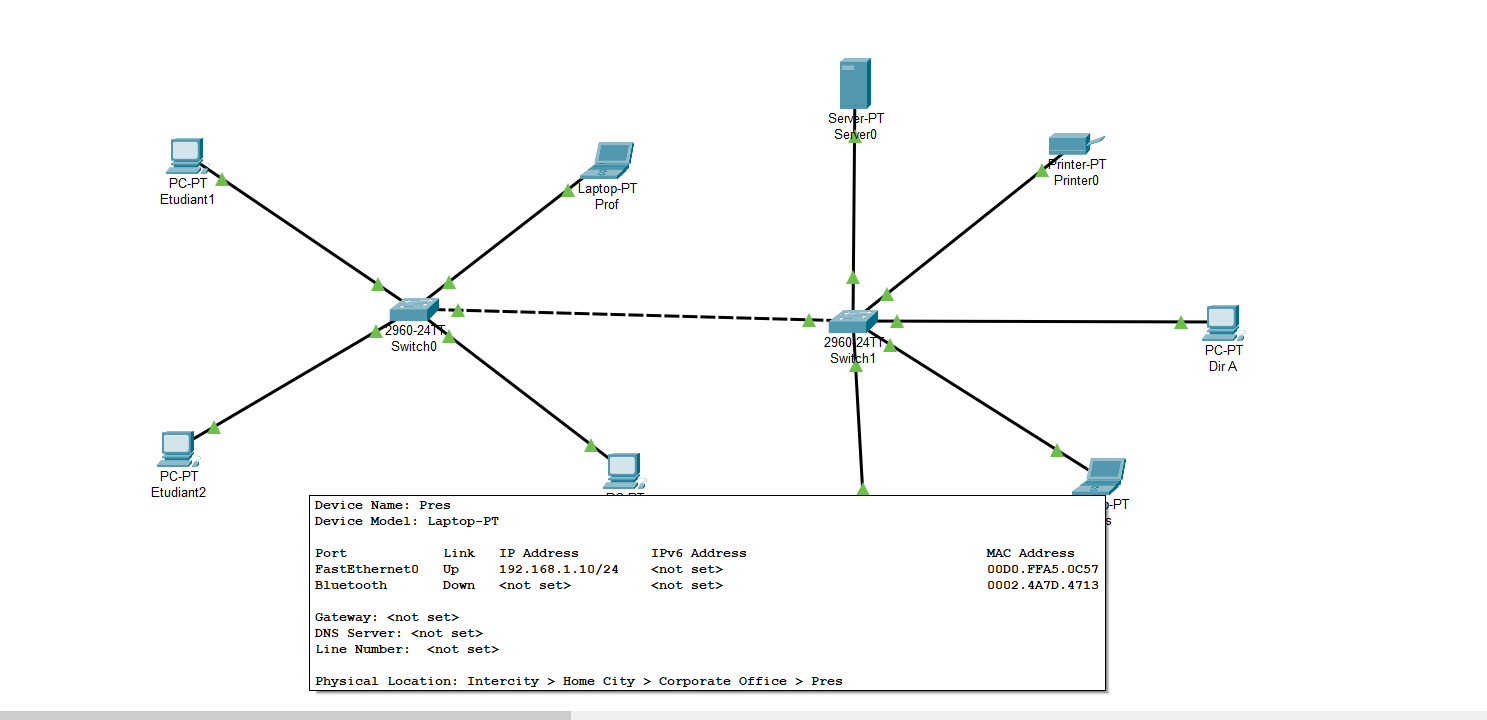 Server-PT
Server0
Printer-PT
Printer0
PC-PT
Etudiant1
Laptop-PT
Prof
2960-24TT
Switch0
2960-24TT
Switch1
PC-PT
Dir A
PC-PT
Etudiant2
PC-PT
p-PT
s
Device Name: Pres
Device Model: Laptop-PT
Port Link IP Address IPv6 Address MAC Address
FastEthernet0 Up 192.168.1.10/24 <not set> 00D0.FFA5.0C57
Bluetooth Down <not set> <not set> 0002.4A7D.4713
Gateway: <not set>
DNS Server: <not set>
Line Number: <not set>
Physical Location: Intercity > Home City > Corporate Office > Pres